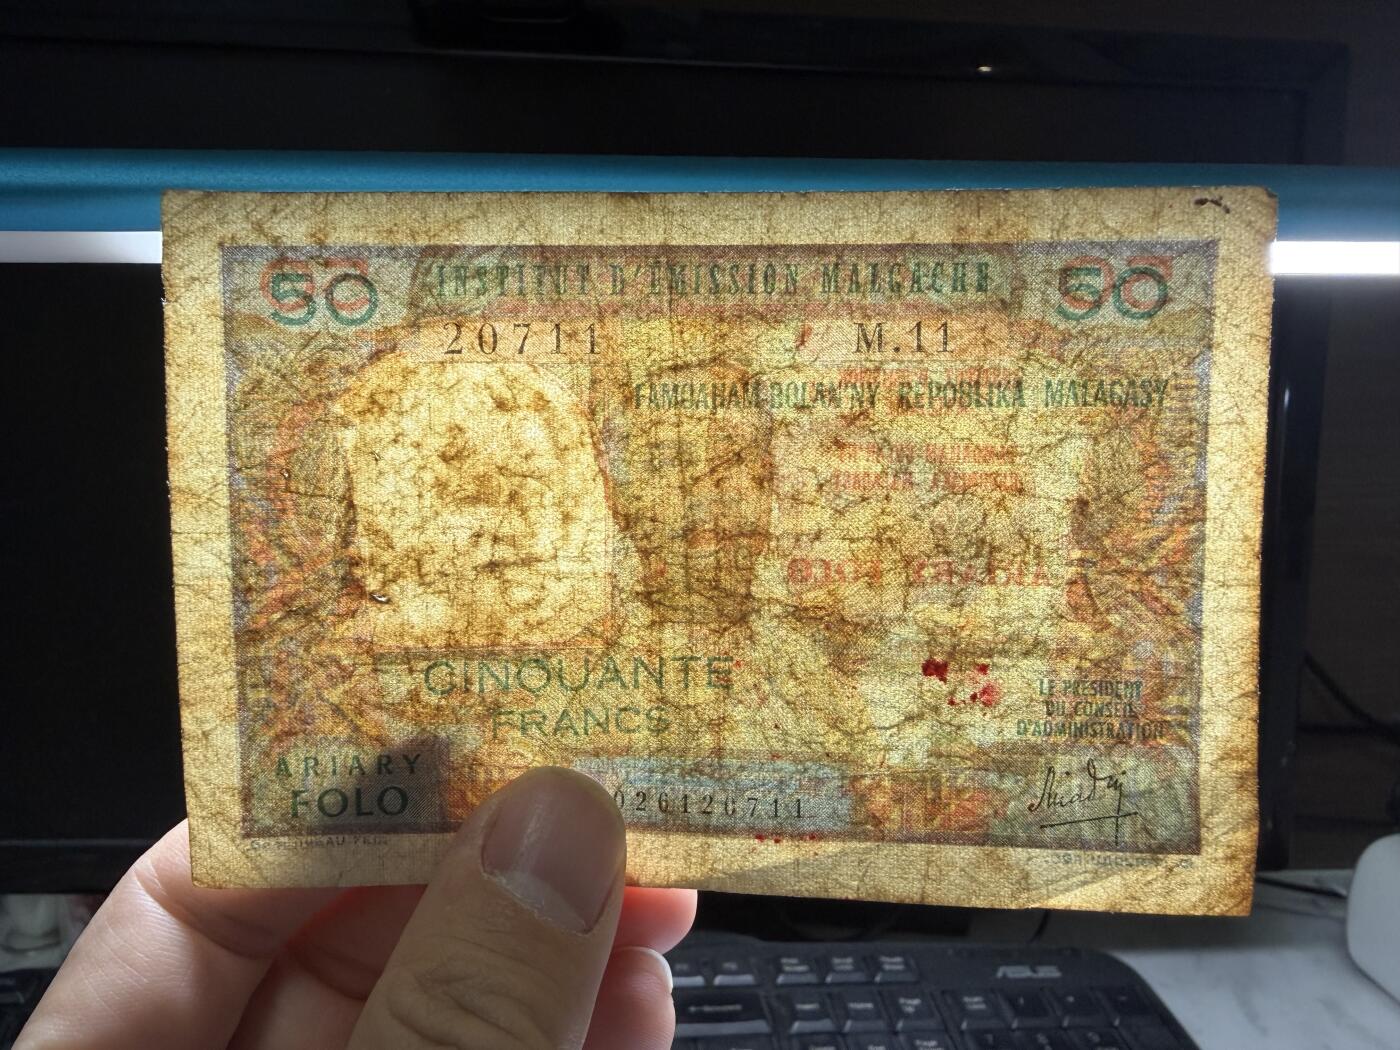 50 INSTITUT D'ÉMISSION MALGACHE 50
20711 M.11
FAMOAHAM-BOLAN'NY REPOBLIKA MALAGASY
CINQUANTE
FRANCS
LE PRÉSIDENT
DU CONSEIL
D'ADMINISTRATION
ARIARY
FOLO
026126711
ASUS